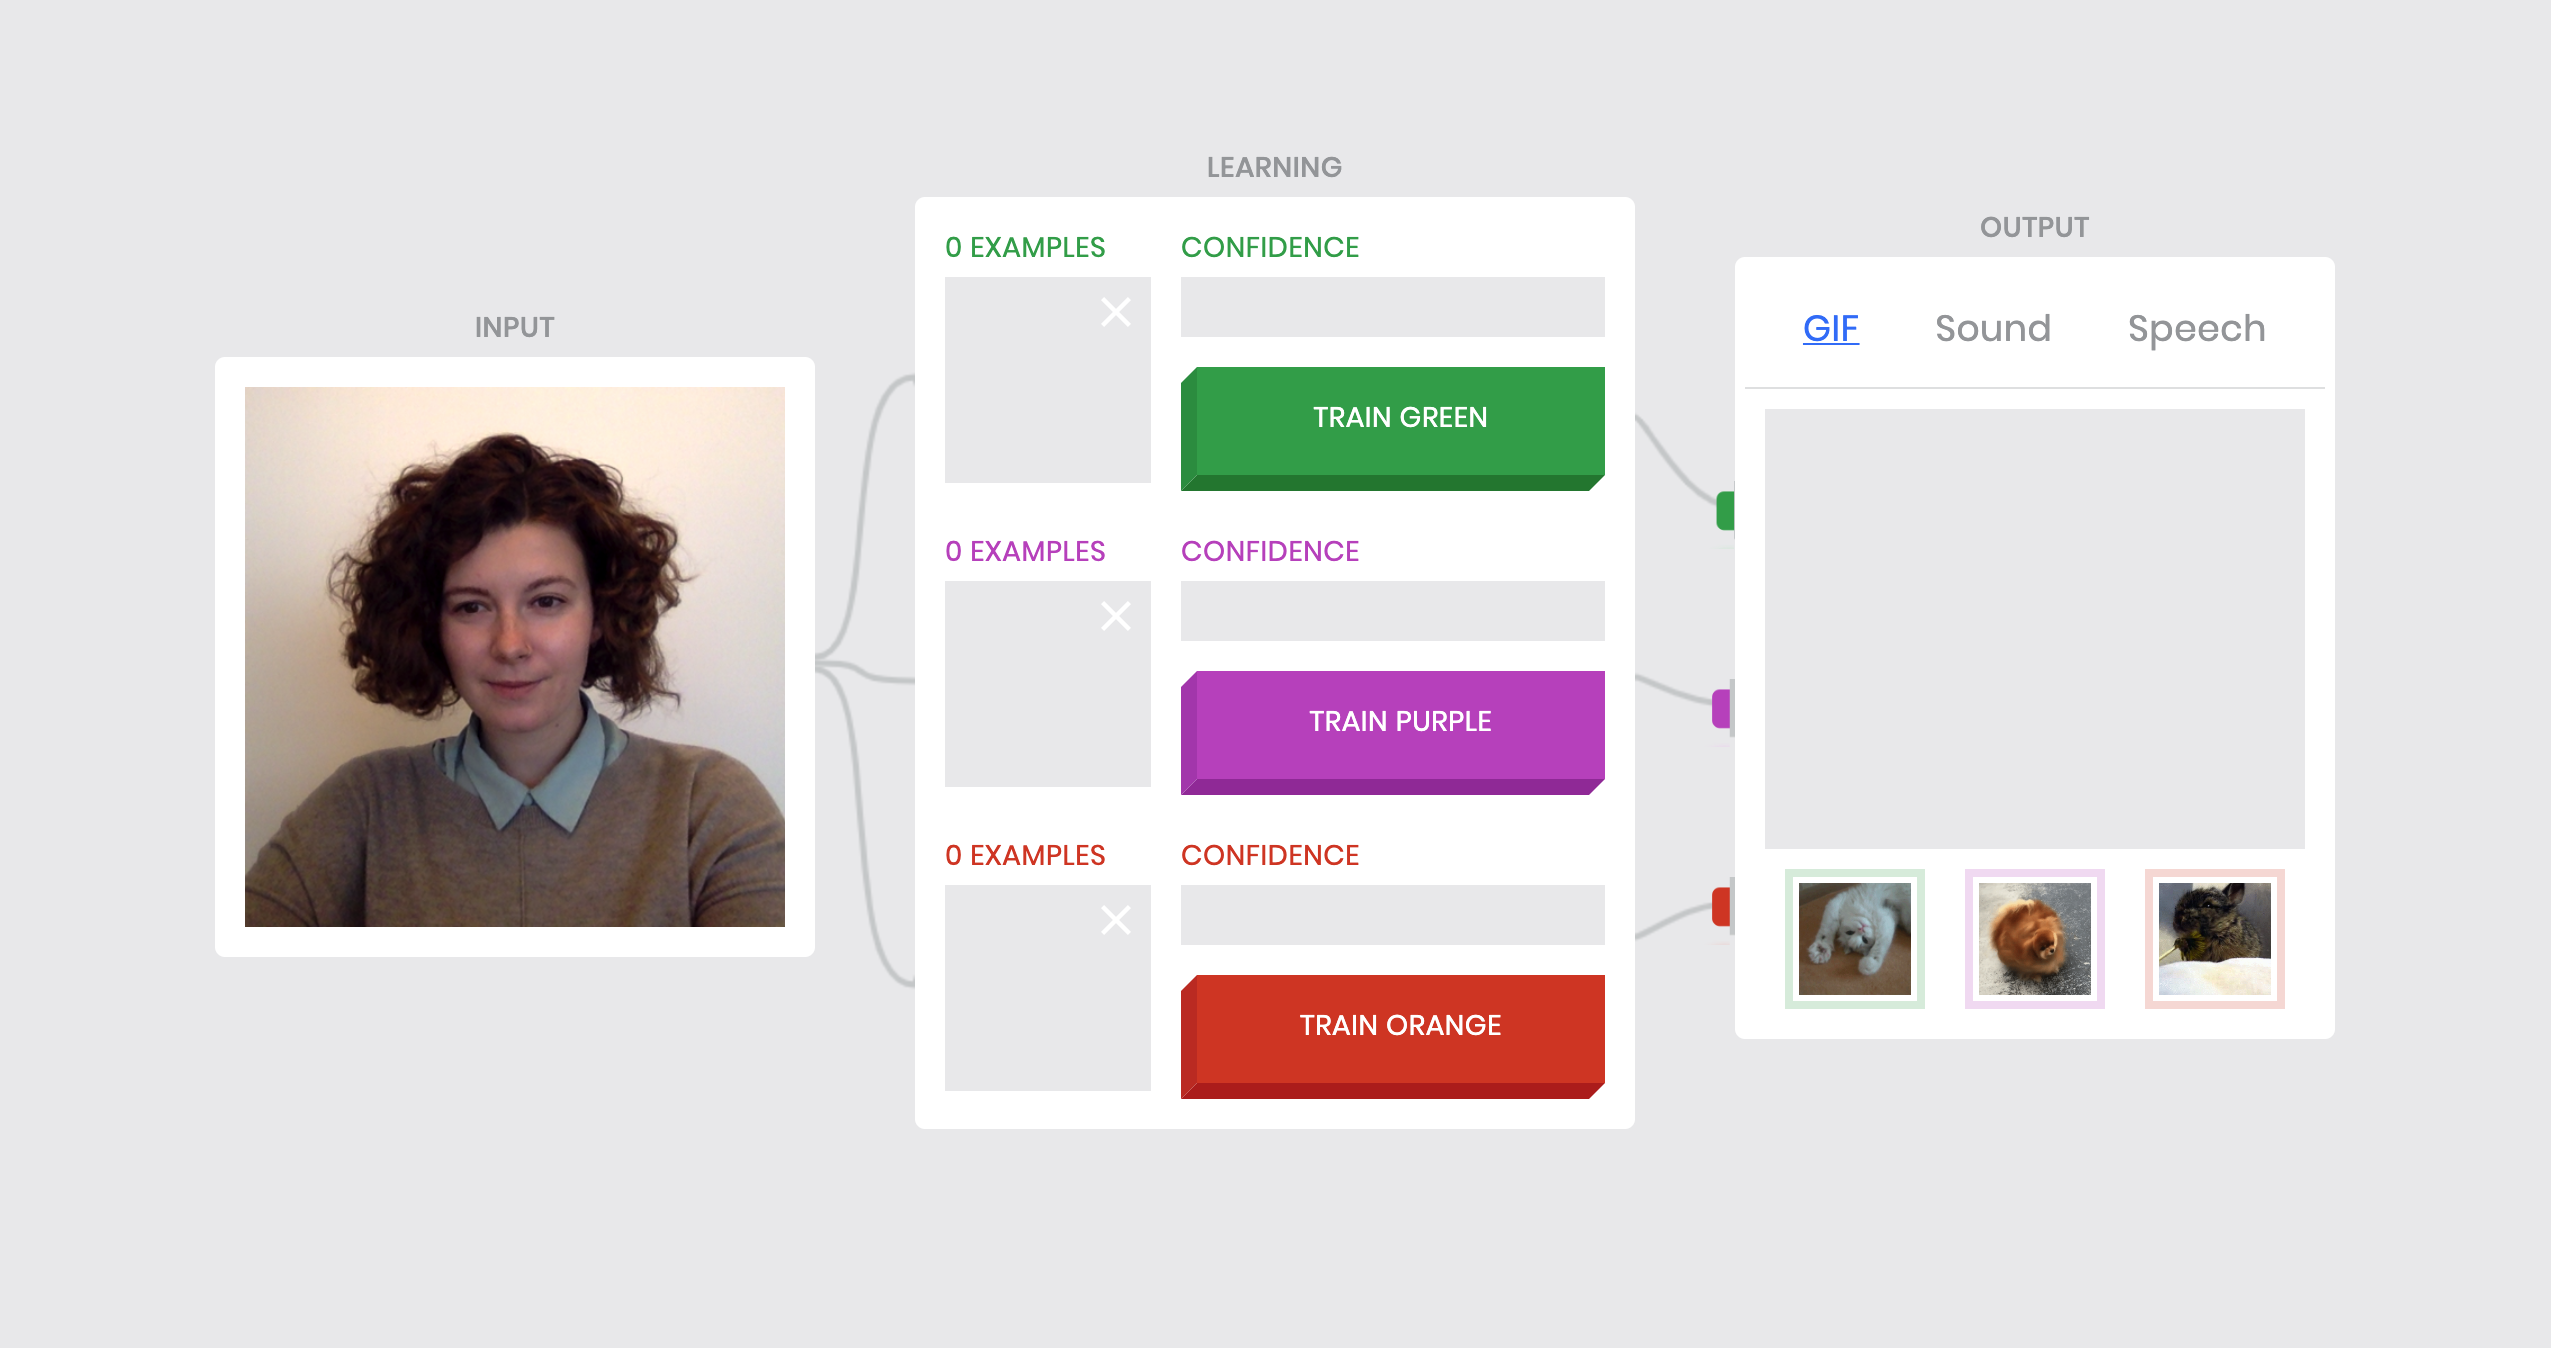 INPUT
LEARNING
0 EXAMPLES
CONFIDENCE
TRAIN GREEN
0 EXAMPLES
CONFIDENCE
TRAIN PURPLE
0 EXAMPLES
CONFIDENCE
TRAIN ORANGE
OUTPUT
GIF
Sound
Speech